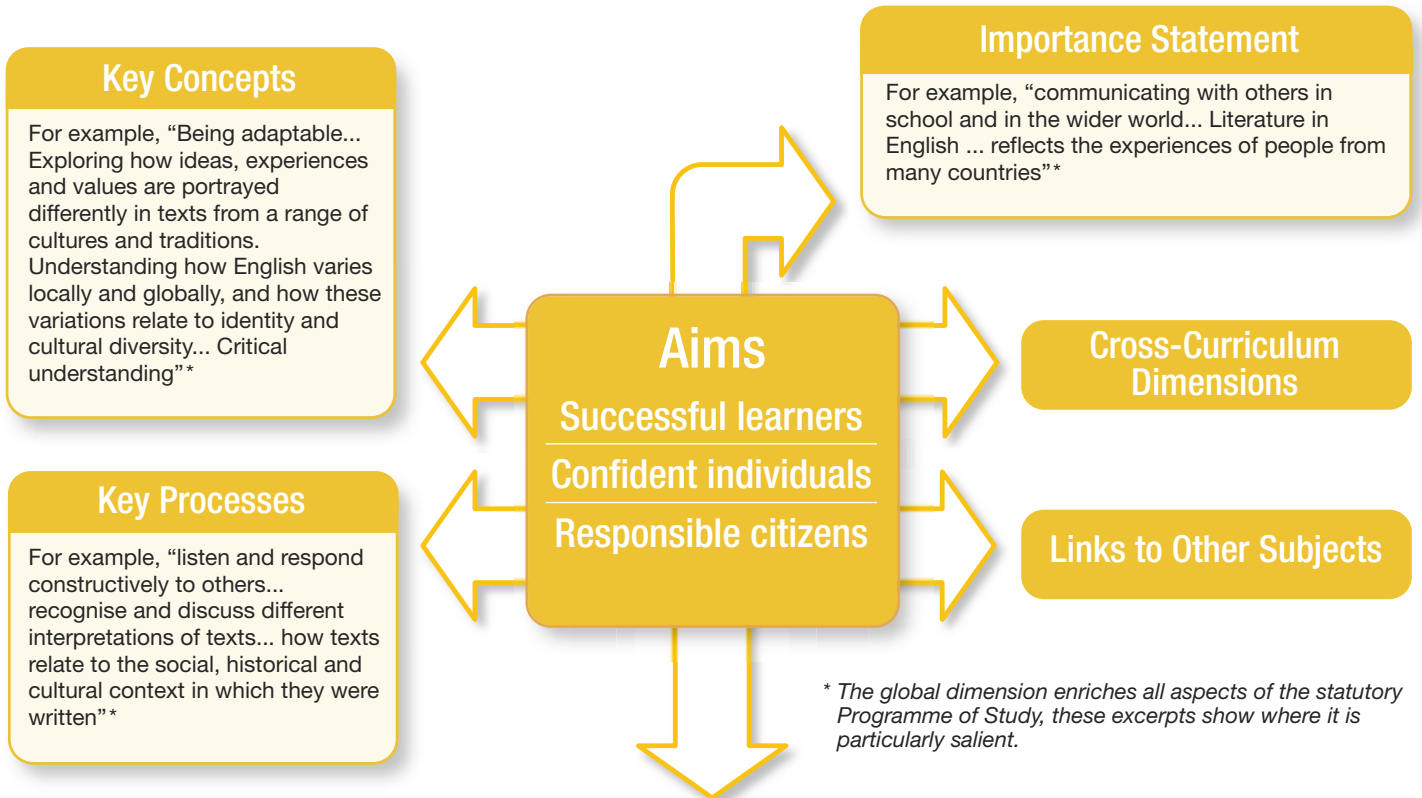 Key Concepts
For example, “Being adaptable...
Exploring how ideas, experiences
and values are portrayed
differently in texts from a range of
cultures and traditions.
Understanding how English varies
locally and globally, and how these
variations relate to identity and
cultural diversity... Critical
understanding”*
Importance Statement
For example, “communicating with others in
school and in the wider world... Literature in
English ... reflects the experiences of people from
many countries”*
Aims
Successful learners
Confident individuals
Responsible citizens
Cross-Curriculum
Dimensions
Key Processes
For example, “listen and respond
constructively to others...
recognise and discuss different
interpretations of texts... how texts
relate to the social, historical and
cultural context in which they were
written”*
Links to Other Subjects
* The global dimension enriches all aspects of the statutory
Programme of Study, these excerpts show where it is
particularly salient.